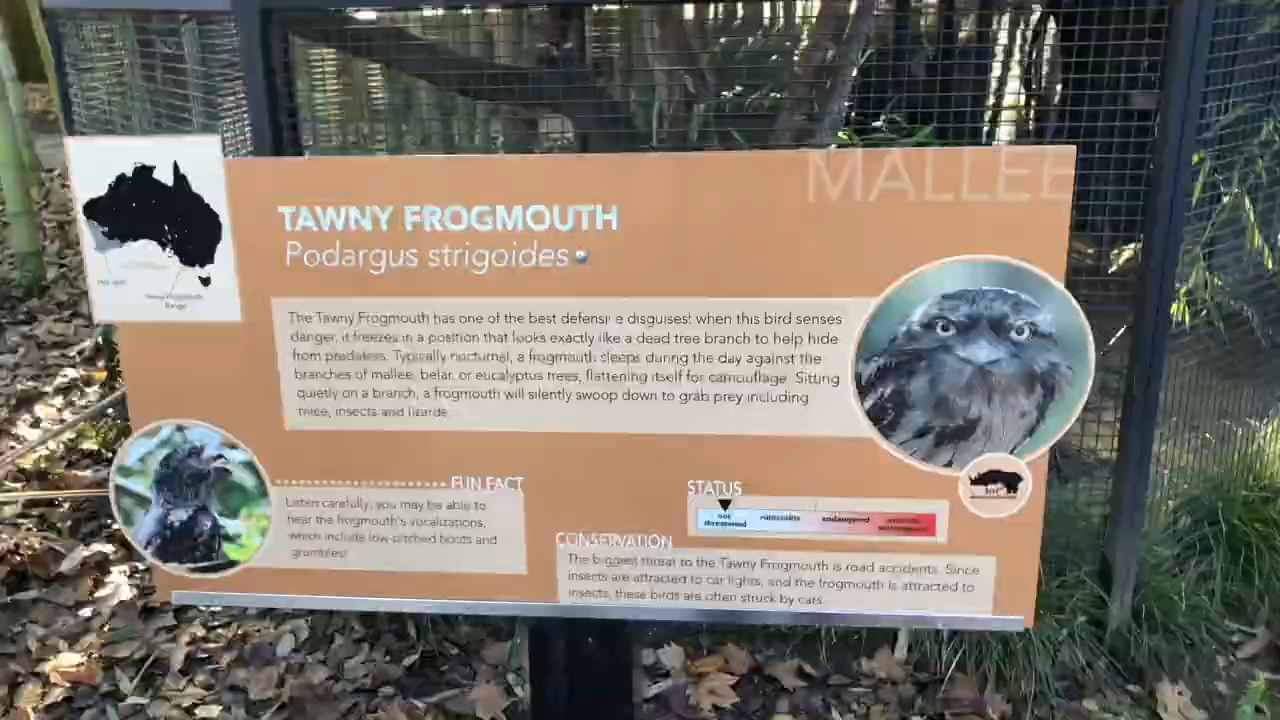 MALLEE
TAWNY FROGMOUTH
Podargus strigoides
The Tawny Frogmouth has one of the best defensi e disguises! when this bird senses
danger, it freezes in a position that looks exactly like a dead tree branch to help hide
from predators. Typically nocturnal, a frogmouth sleeps during the day against the
branches of mallee, belar, or eucalyptus trees, flattening itself for camouflage. Sitting
quietly on a branch, a frogmouth will silently swoop down to grab prey including
mice, insects and lizards.
FUN FACT
Listen carefully; you may be able to
hear the frogmouth's vocalizations,
which include low-pitched hoots and
grumbles!
STATUS
not
threatened
vulnerable
endangered
CONSERVATION
The biggest threat to the Tawny Frogmouth is road accidents. Since
insects are attracted to car lights, and the frogmouth is attracted to
insects, these birds are often struck by cars.
Tawny Frogmouth
Range